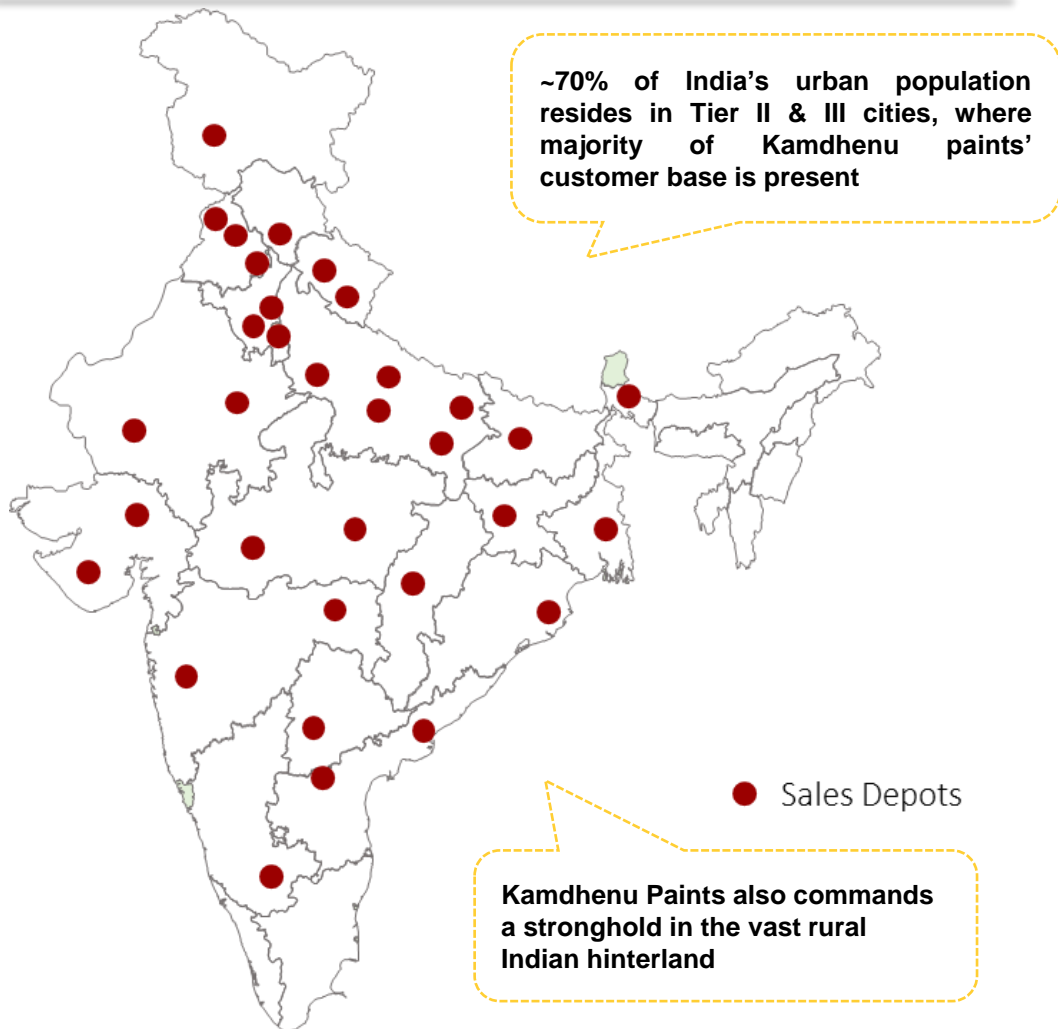 ~70% of India's urban population
resides in Tier II & III cities, where
majority of Kamdhenu paints'
customer base is present
Sales Depots
Kamdhenu Paints also commands
a stronghold in the vast rural
Indian hinterland